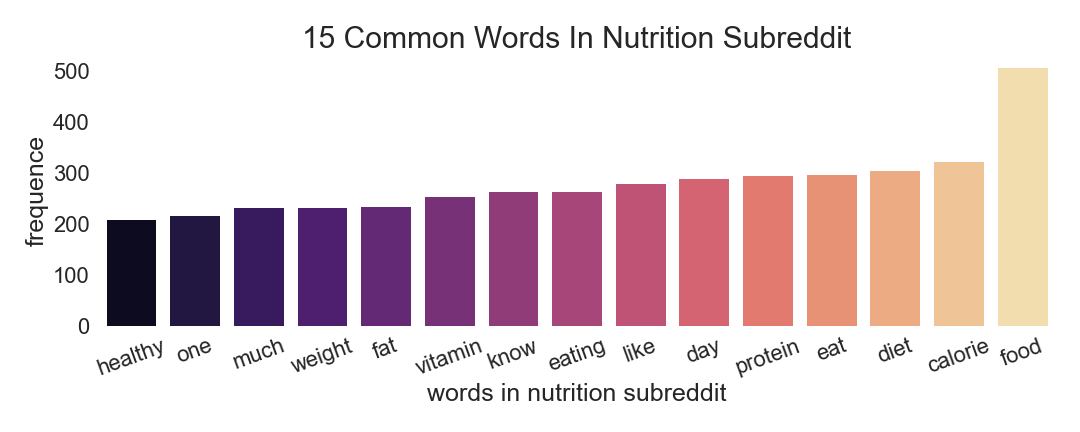 15 Common Words In Nutrition Subreddit
frequence
500
400
300
200
100
0
healthy one much weight fat vitamin know eating like day protein eat diet calorie food
words in nutrition subreddit